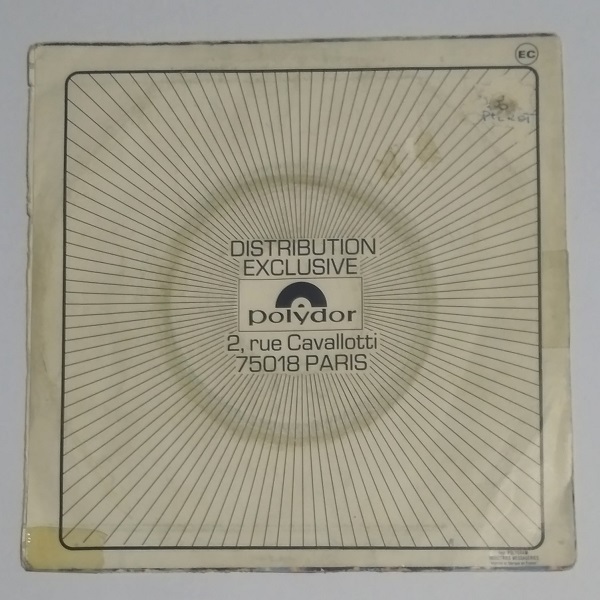 EC
DISTRIBUTION
EXCLUSIVE
polydor
2, rue Cavallotti
75018 PARIS